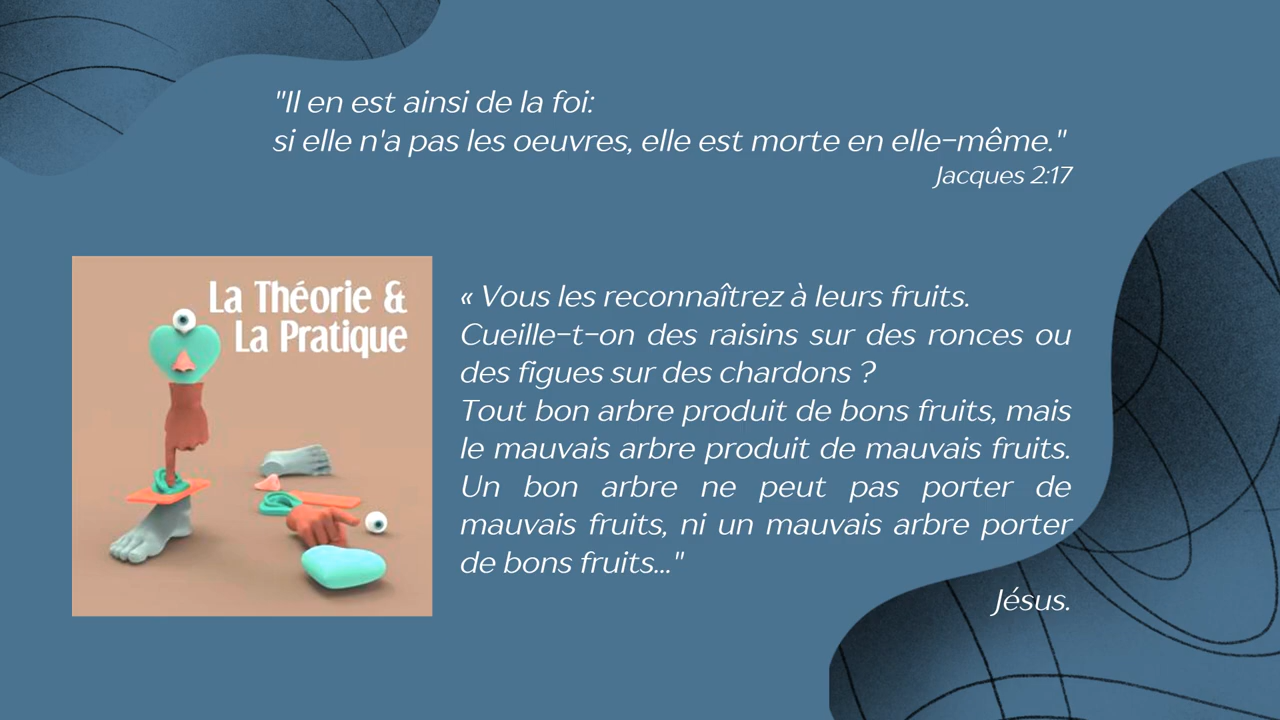 "Il en est ainsi de la foi:
si elle n'a pas les oeuvres, elle est morte en elle-même."
Jacques 2:17
La Théorie &
La Pratique
« Vous les reconnaîtrez à leurs fruits.
Cueille-t-on des raisins sur des ronces ou
des figues sur des chardons ?
Tout bon arbre produit de bons fruits, mais
le mauvais arbre produit de mauvais fruits.
Un bon arbre ne peut pas porter de
mauvais fruits, ni un mauvais arbre porter
de bons fruits..."
Jésus.